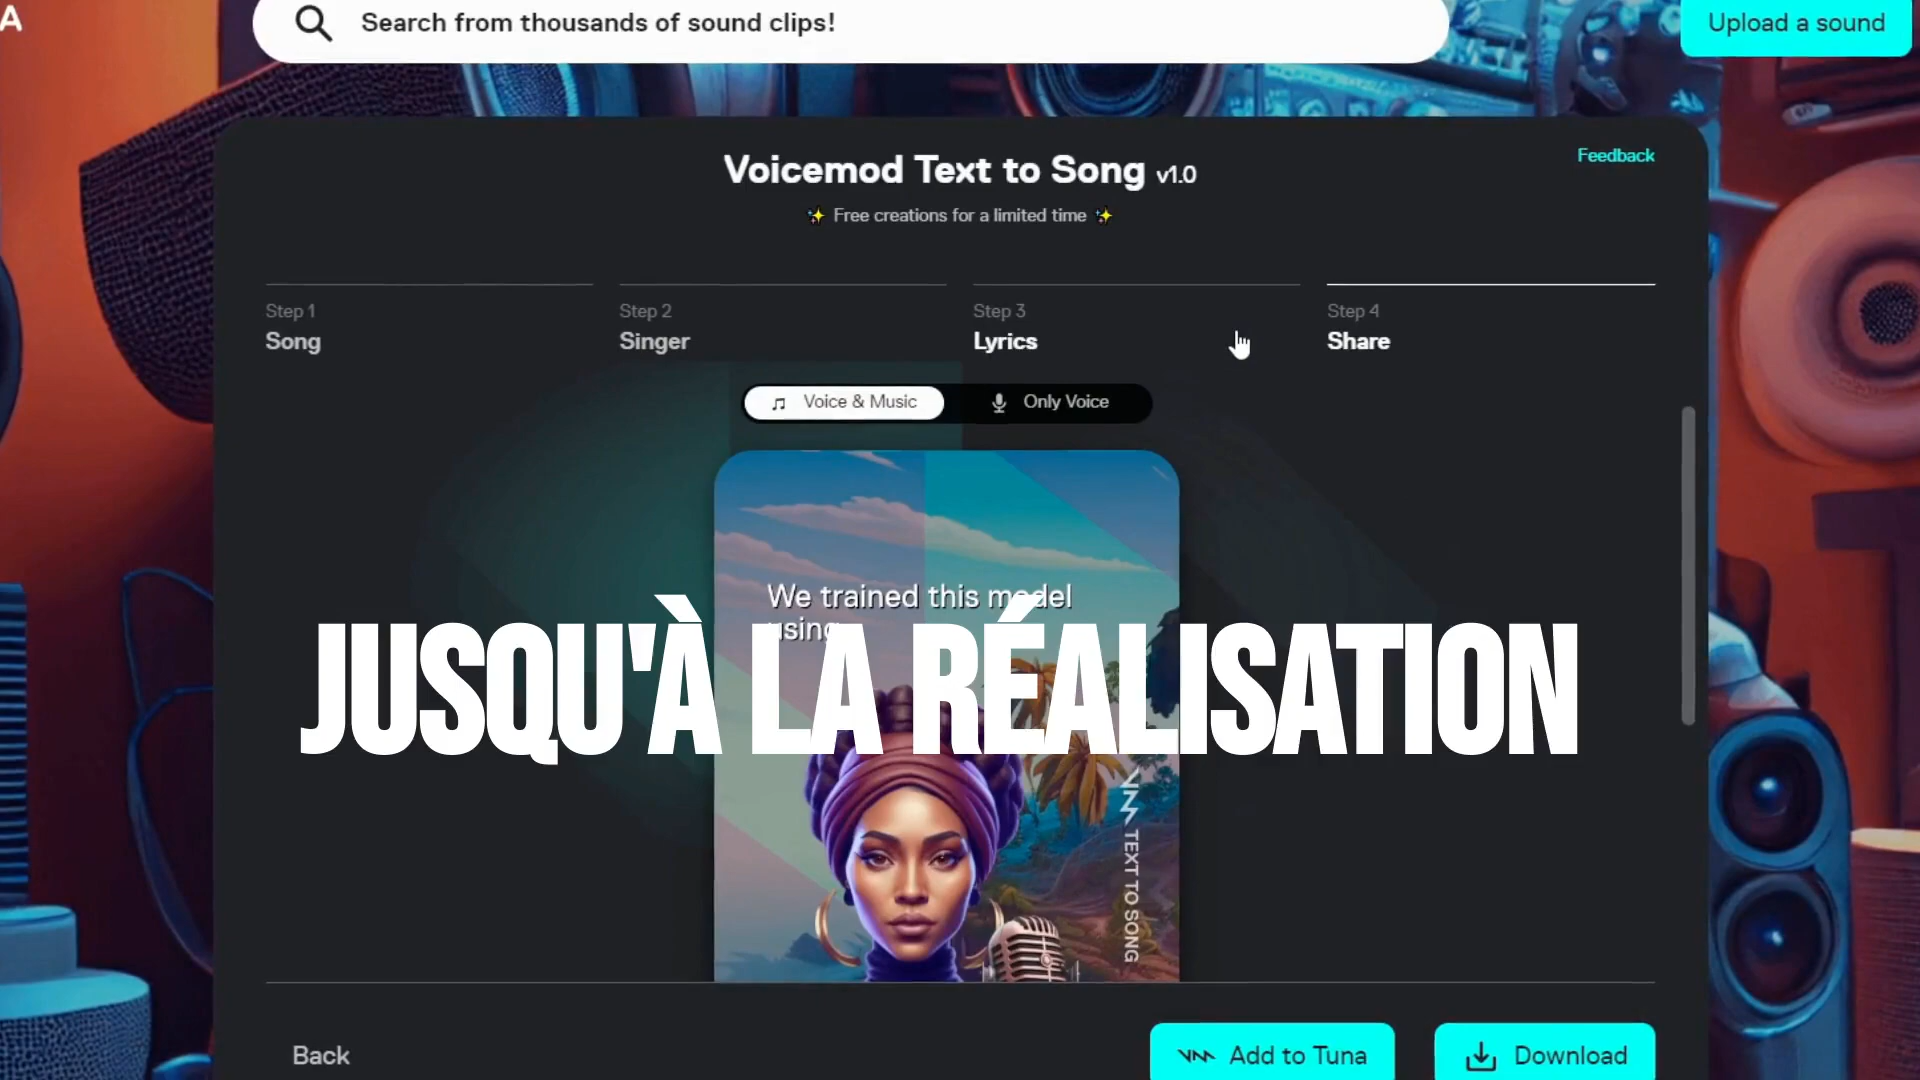 A
Search from thousands of sound clips!
Upload a sound
Voicemod Text to Song v1.0
Feedback
✨ Free creations for a limited time ✨
Step 1
Song
Step 2
Singer
Step 3
Lyrics
Step 4
Share
Voice & Music
Only Voice
We trained this model
using
JUSQU'À LA RÉALISATION
TEXT TO SONG
Back
Add to Tuna
Download